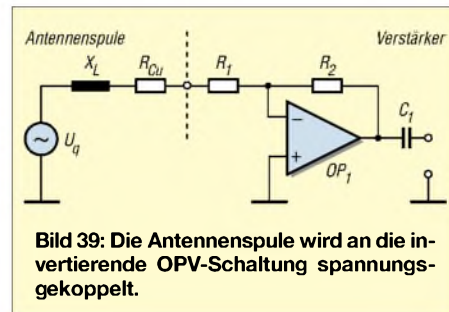 Antennenspule
Verstärker
X_L
R_Cu
R_1
R_2
C_1
U_q
~
−
+
OP_1
Bild 39: Die Antennenspule wird an die in-
vertierende OPV-Schaltung spannungs-
gekoppelt.